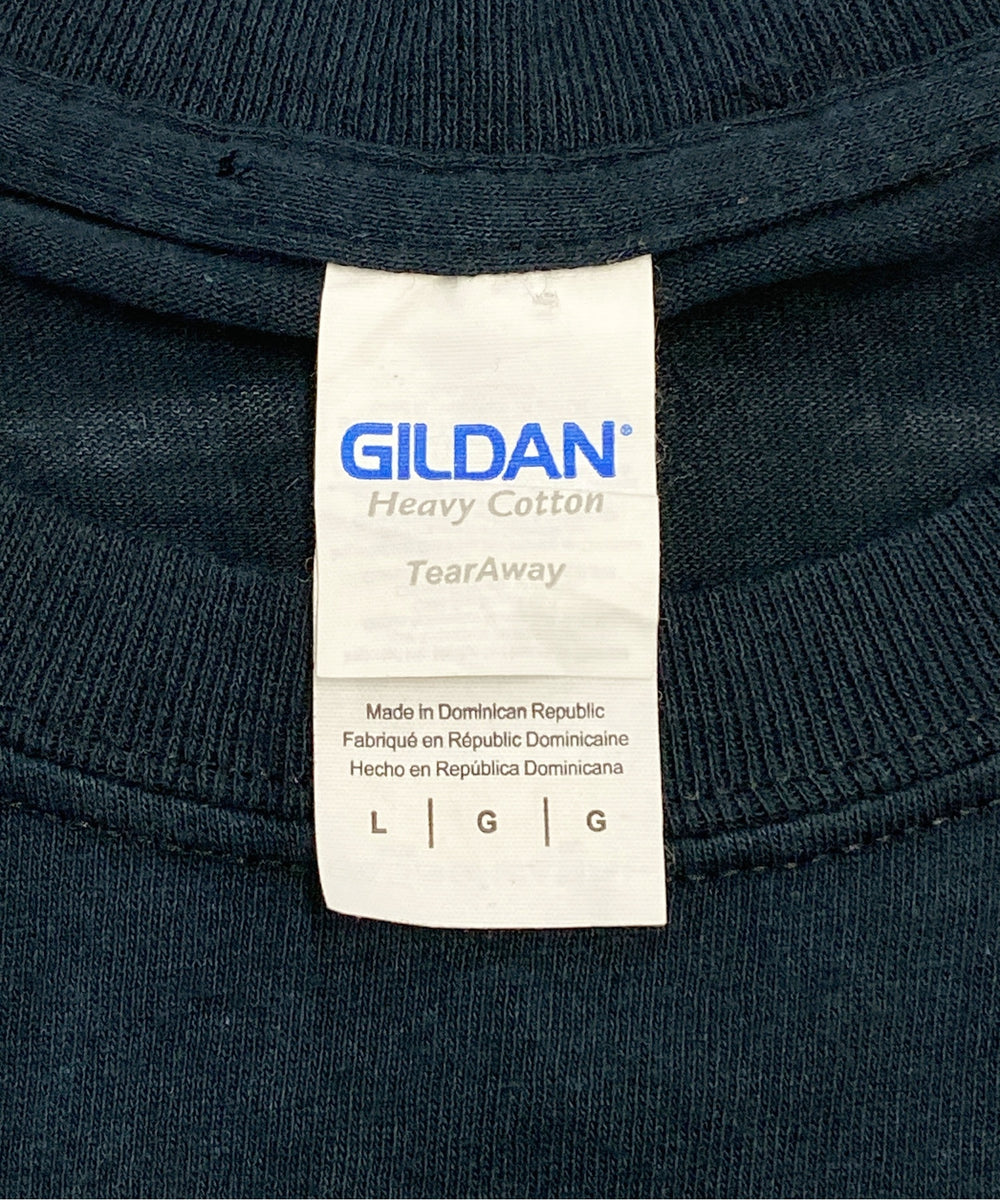 GILDAN®
Heavy Cotton
TearAway
Made in Dominican Republic
Fabriqué en Républic Dominicaine
Hecho en República Dominicana
L | G | G